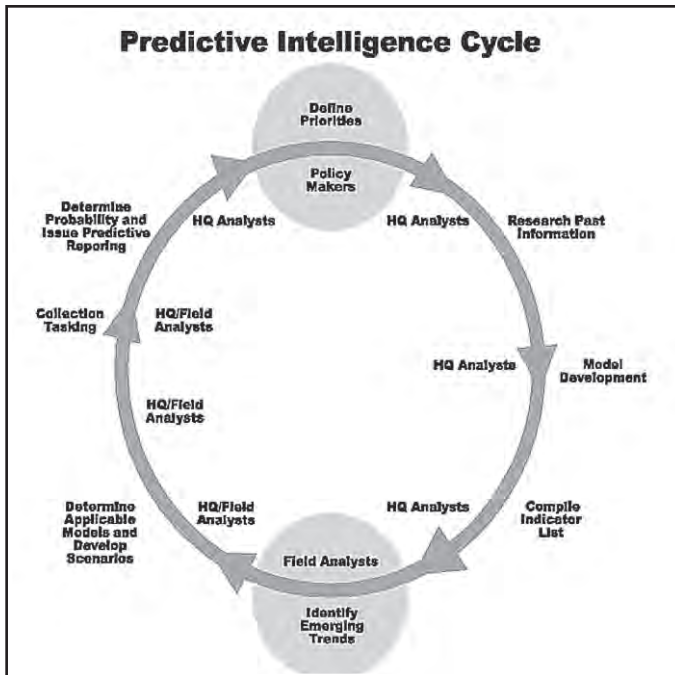 Predictive Intelligence Cycle
Define
Priorities
Policy
Makers
HQ Analysts
Research Past
Information
HQ Analysts
Model
Development
HQ Analysts
Compile
Indicator
List
Field Analysts
Identify
Emerging
Trends
HQ/Field
Analysts
Determine
Applicable
Models and
Develop
Scenarios
HQ/Field
Analysts
Collection
Tasking
HQ/Field
Analysts
Determine
Probability and
Issue Predictive
Reporing
HQ Analysts